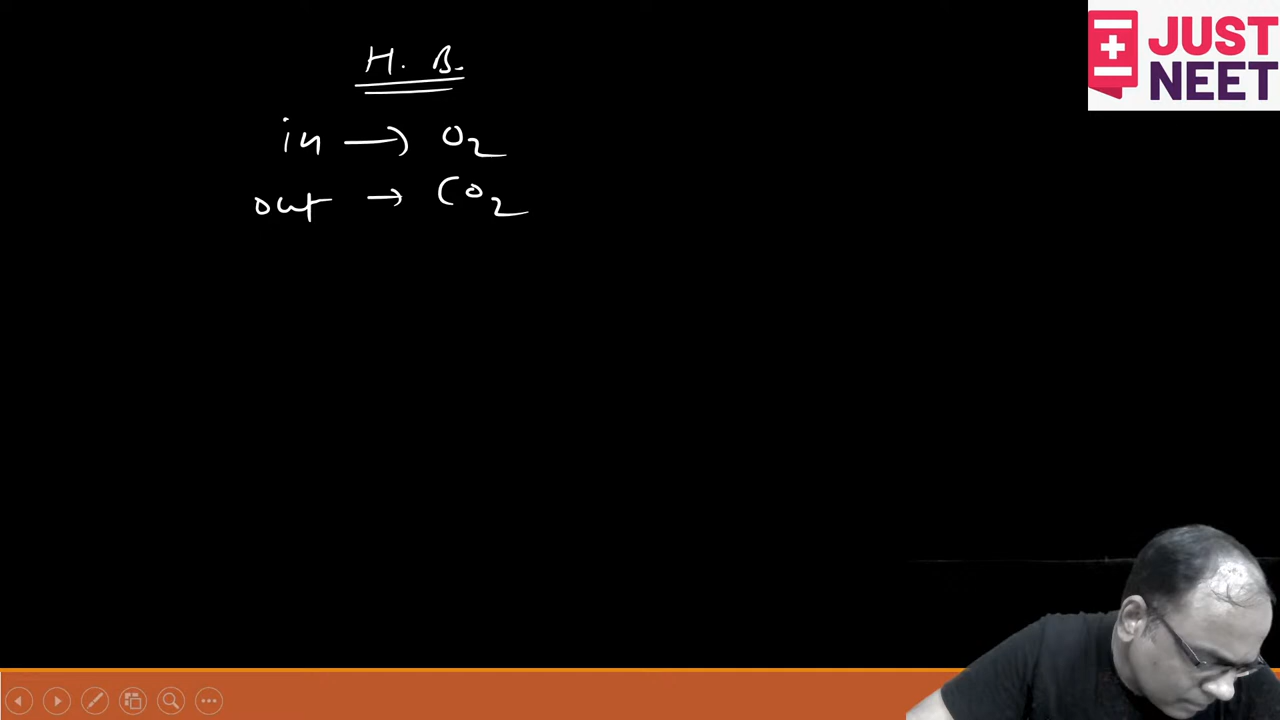 H. B.
in → O2
out → CO2
JUST
NEET